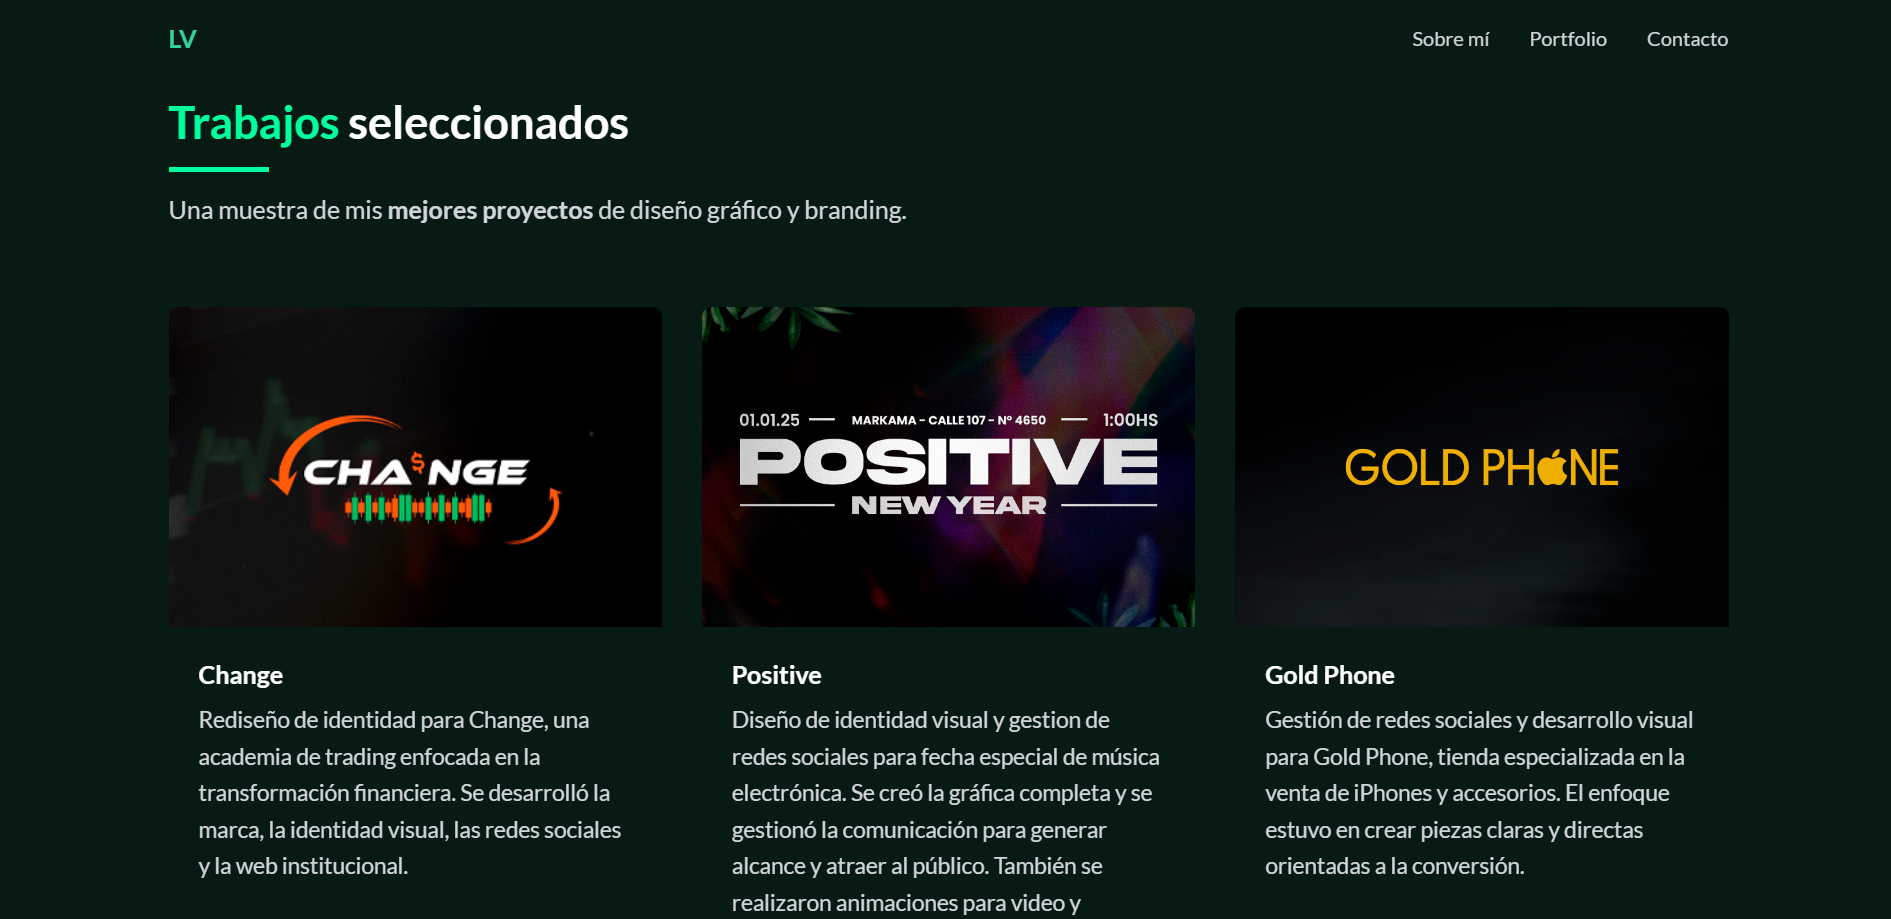 LV
Sobre mí Portfolio Contacto
Trabajos seleccionados
Una muestra de mis mejores proyectos de diseño gráfico y branding.
CHA$NGE
01.01.25 — MARKAMA - CALLE 107 - Nº 4650 — 1:00HS
POSITIVE
NEW YEAR
GOLD PHONE
Change
Rediseño de identidad para Change, una
academia de trading enfocada en la
transformación financiera. Se desarrolló la
marca, la identidad visual, las redes sociales
y la web institucional.
Positive
Diseño de identidad visual y gestion de
redes sociales para fecha especial de música
electrónica. Se creó la gráfica completa y se
gestionó la comunicación para generar
alcance y atraer al público. También se
realizaron animaciones para video y
Gold Phone
Gestión de redes sociales y desarrollo visual
para Gold Phone, tienda especializada en la
venta de iPhones y accesorios. El enfoque
estuvo en crear piezas claras y directas
orientadas a la conversión.